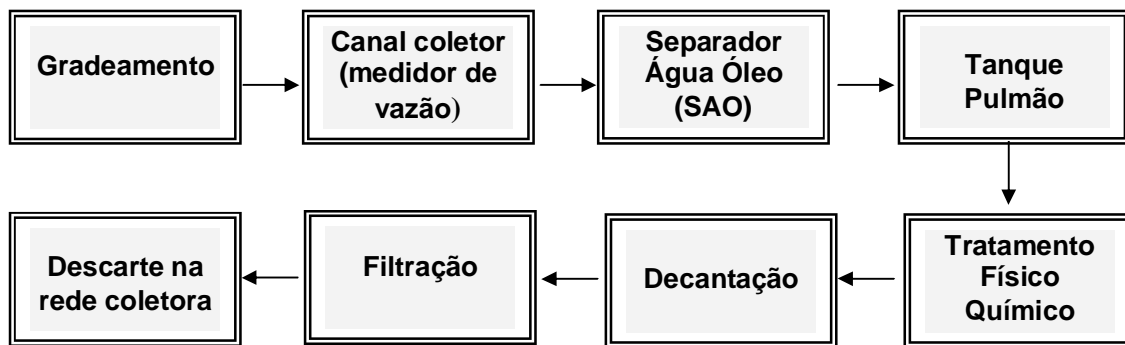 Gradeamento
Canal coletor
(medidor de
vazão)
Separador
Água Óleo
(SAO)
Tanque
Pulmão
Tratamento
Físico
Químico
Decantação
Filtração
Descarte na
rede coletora